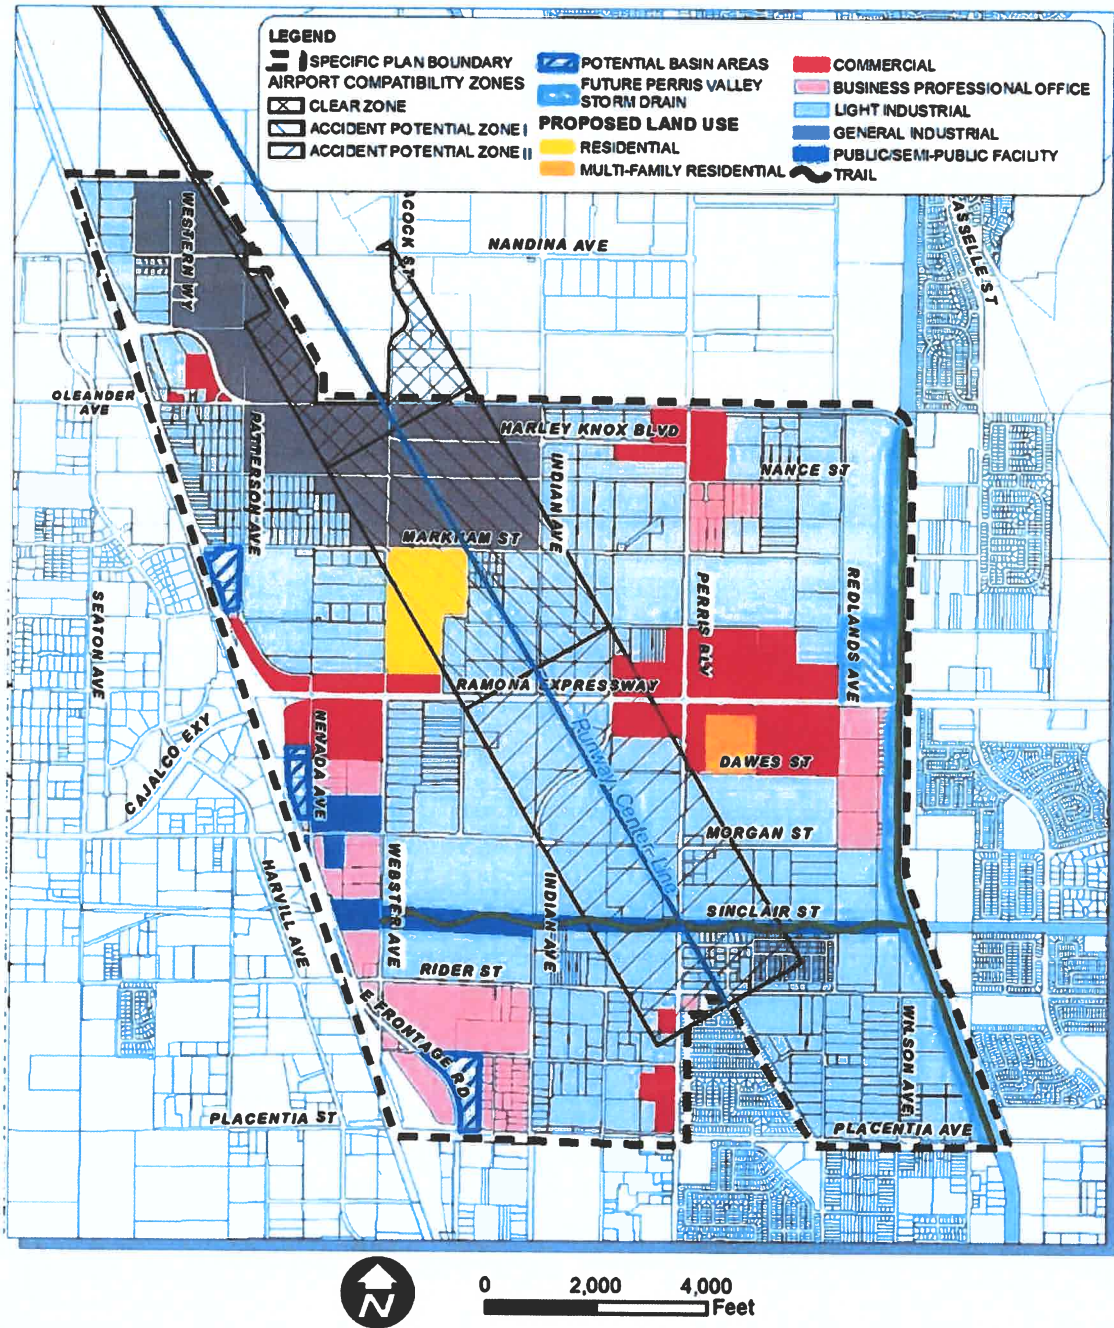 LEGEND
SPECIFIC PLAN BOUNDARY
AIRPORT COMPATIBILITY ZONES
CLEAR ZONE
ACCIDENT POTENTIAL ZONE I
ACCIDENT POTENTIAL ZONE II
POTENTIAL BASIN AREAS
FUTURE PERRIS VALLEY
STORM DRAIN
PROPOSED LAND USE
RESIDENTIAL
MULTI-FAMILY RESIDENTIAL
COMMERCIAL
BUSINESS PROFESSIONAL OFFICE
LIGHT INDUSTRIAL
GENERAL INDUSTRIAL
PUBLIC/SEMI-PUBLIC FACILITY
TRAIL
WESTERN WY
ACOCK ST
NANDINA AVE
ASSELLE ST
OLEANDER
AVE
PATTERSON AVE
HARLEY KNOX BLVD
NANCE ST
INDIAN AVE
MARKHAM ST
SEATON AVE
PERRIS BLV
REDLANDS AVE
RAMONA EXPRESSWAY
CAJALCO EXY
NENADA AVE
Runway Center Line
DAWES ST
MORGAN ST
HARVILL AVE
WEBSTER AVE
INDIAN AVE
SINCLAIR ST
RIDER ST
E FRONTAGE RD
WILSON AVE
PLACENTIA ST
PLACENTIA AVE
N
0 2,000 4,000
Feet